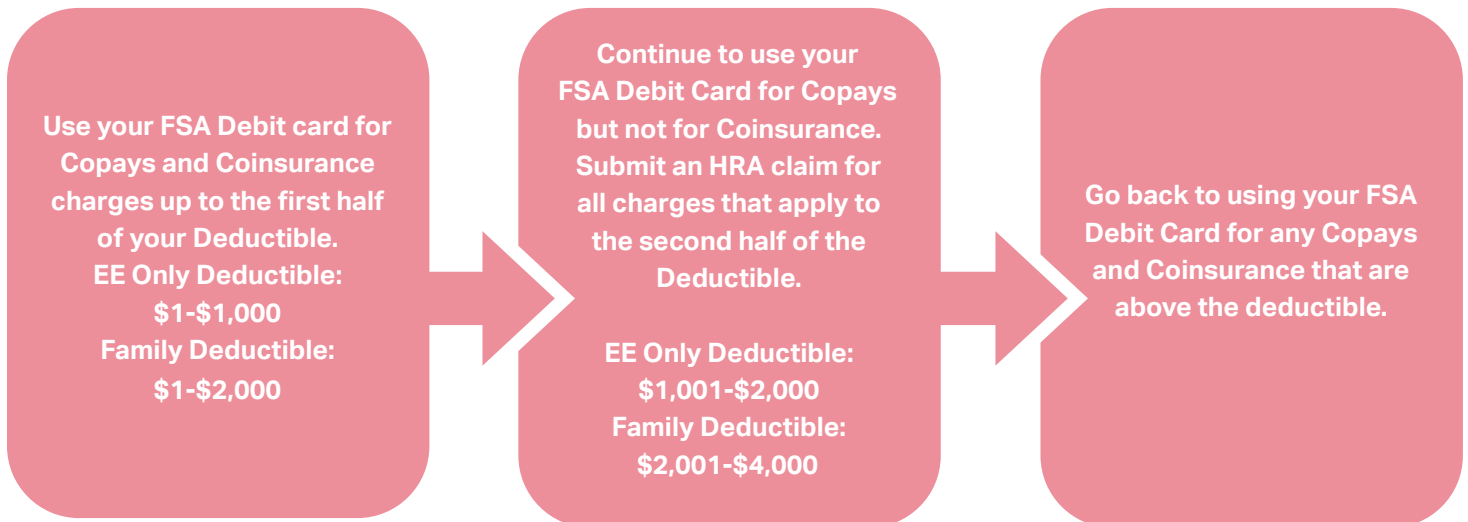 Use your FSA Debit card for
Copays and Coinsurance
charges up to the first half
of your Deductible.
EE Only Deductible:
$1-$1,000
Family Deductible:
$1-$2,000
Continue to use your
FSA Debit Card for Copays
but not for Coinsurance.
Submit an HRA claim for
all charges that apply to
the second half of the
Deductible.
EE Only Deductible:
$1,001-$2,000
Family Deductible:
$2,001-$4,000
Go back to using your FSA
Debit Card for any Copays
and Coinsurance that are
above the deductible.